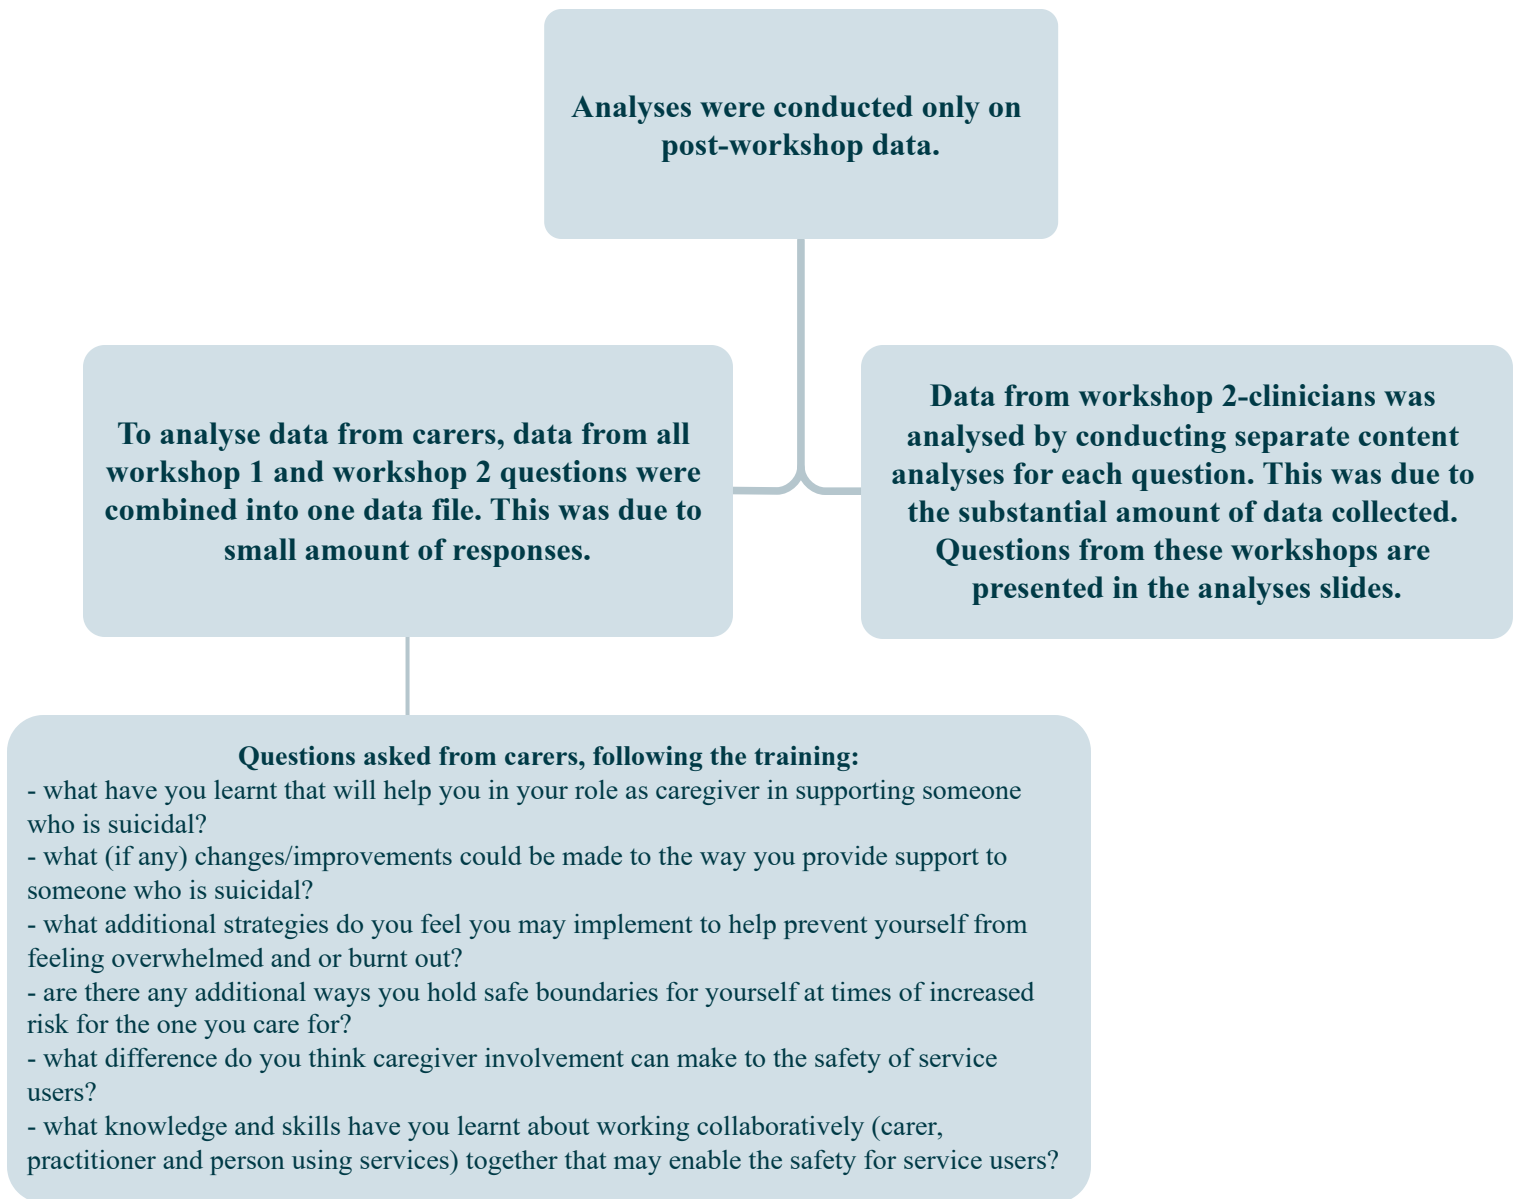 Analyses were conducted only on
post-workshop data.
To analyse data from carers, data from all
workshop 1 and workshop 2 questions were
combined into one data file. This was due to
small amount of responses.
Data from workshop 2-clinicians was
analysed by conducting separate content
analyses for each question. This was due to
the substantial amount of data collected.
Questions from these workshops are
presented in the analyses slides.
Questions asked from carers, following the training:
- what have you learnt that will help you in your role as caregiver in supporting someone
who is suicidal?
- what (if any) changes/improvements could be made to the way you provide support to
someone who is suicidal?
- what additional strategies do you feel you may implement to help prevent yourself from
feeling overwhelmed and or burnt out?
- are there any additional ways you hold safe boundaries for yourself at times of increased
risk for the one you care for?
- what difference do you think caregiver involvement can make to the safety of service
users?
- what knowledge and skills have you learnt about working collaboratively (carer,
practitioner and person using services) together that may enable the safety for service users?